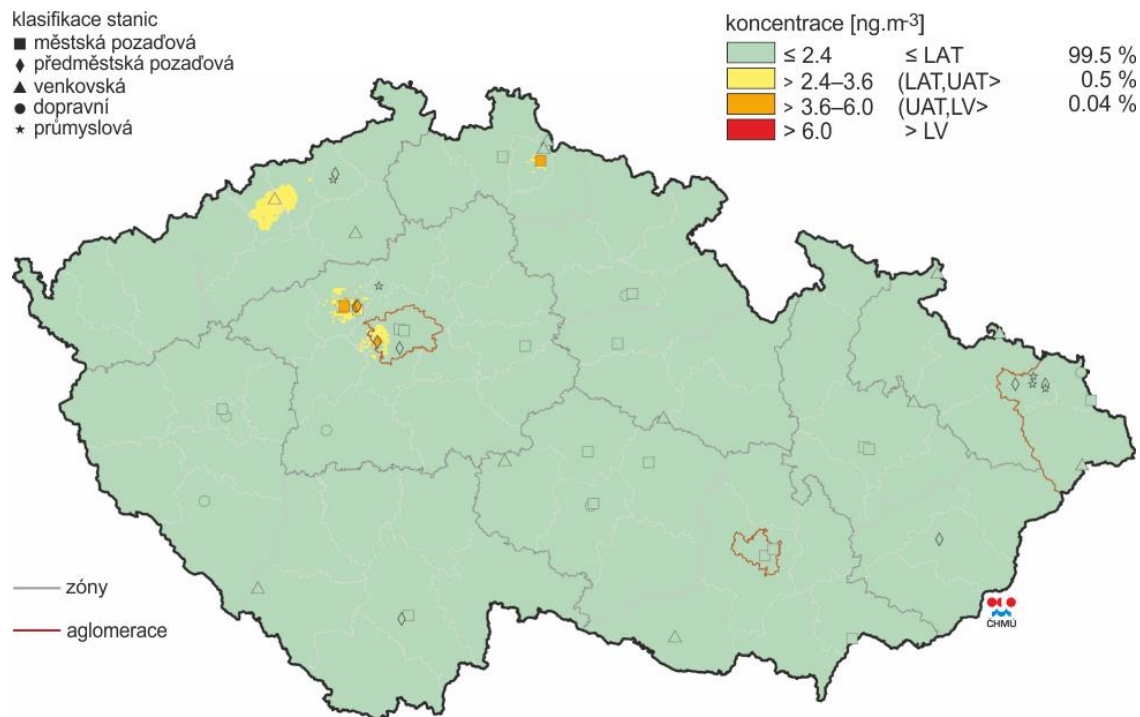 klasifikace stanic
městská pozaďová
předměstská pozaďová
venkovská
dopravní
průmyslová
koncentrace [ng.m-3]
≤ 2.4 ≤ LAT 99.5 %
> 2.4–3.6 (LAT,UAT> 0.5 %
> 3.6–6.0 (UAT,LV> 0.04 %
> 6.0 > LV
zóny
aglomerace
ČHMÚ